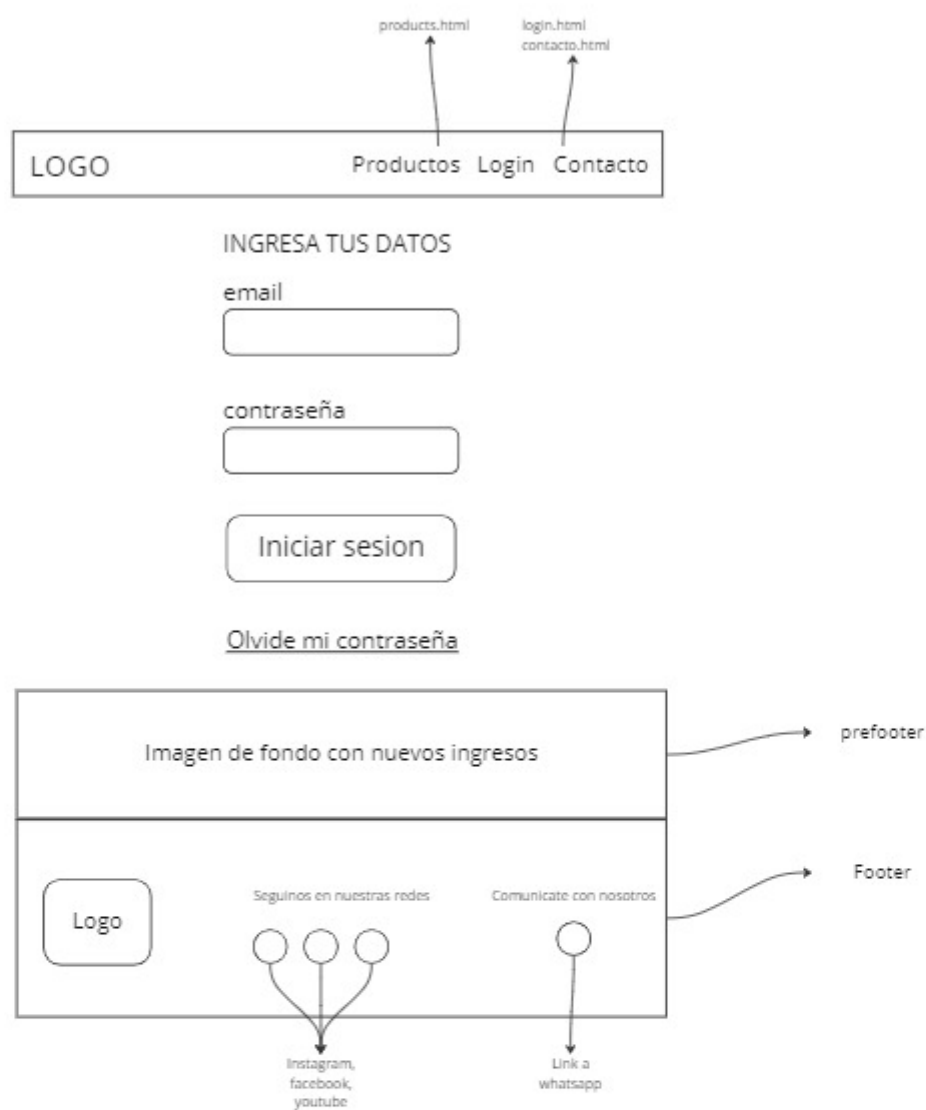 products.html
login.html
contacto.html
LOGO
Productos Login Contacto
INGRESA TUS DATOS
email
contraseña
Iniciar sesion
Olvide mi contraseña
Imagen de fondo con nuevos ingresos
prefooter
Footer
Seguinos en nuestras redes
Comunicate con nosotros
Logo
Instagram,
facebook,
youtube
Link a
whatsapp